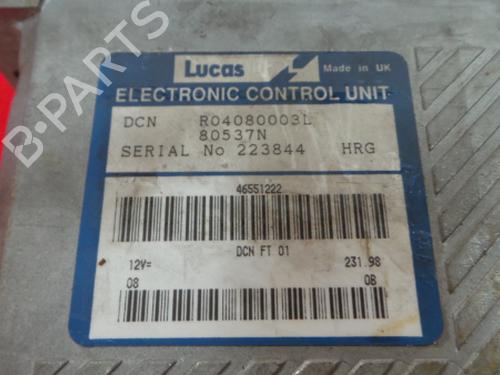 Lucas Made in UK
ELECTRONIC CONTROL UNIT
DCN R04080003L
80537N
SERIAL No 223844 HRG
46551222
DCN FT 01
12V= 231.98
08 0B
B-PARTS